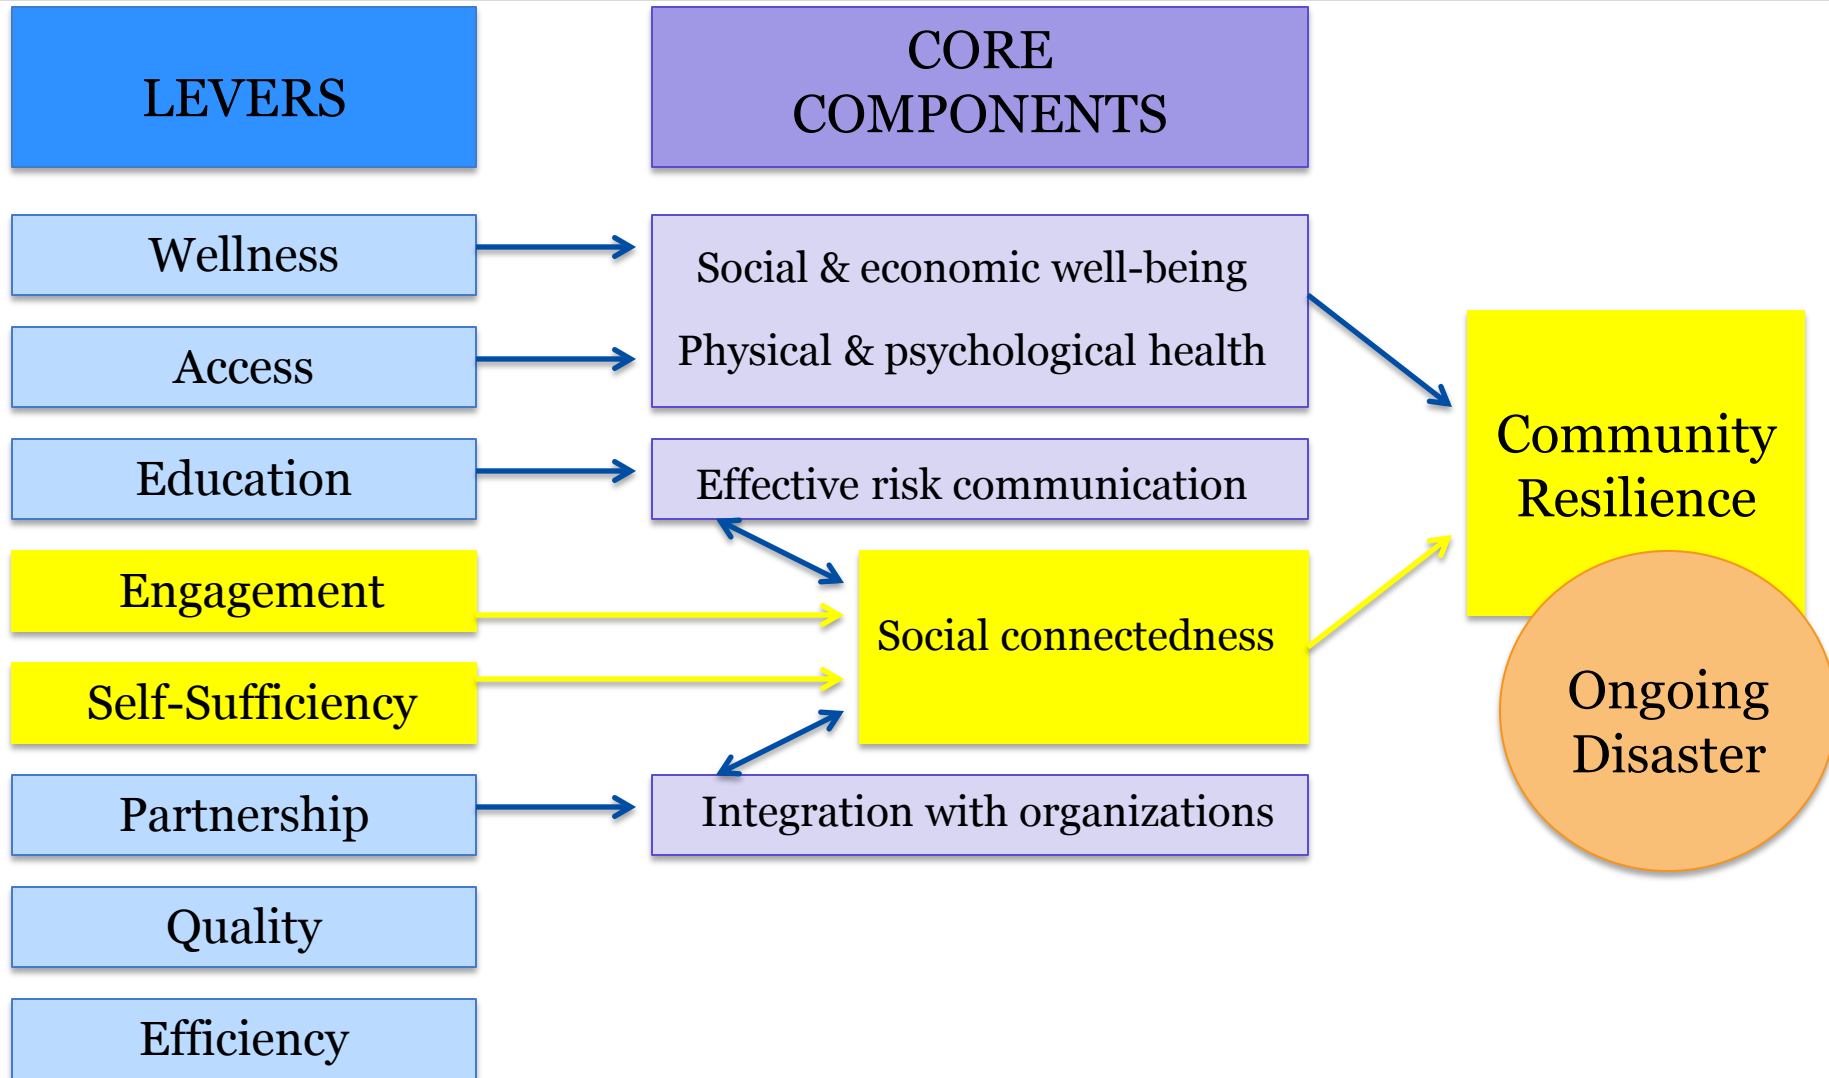 LEVERS
CORE
COMPONENTS
Wellness
Access
Education
Engagement
Self-Sufficiency
Partnership
Quality
Efficiency
Social & economic well-being
Physical & psychological health
Effective risk communication
Social connectedness
Integration with organizations
Community
Resilience
Ongoing
Disaster